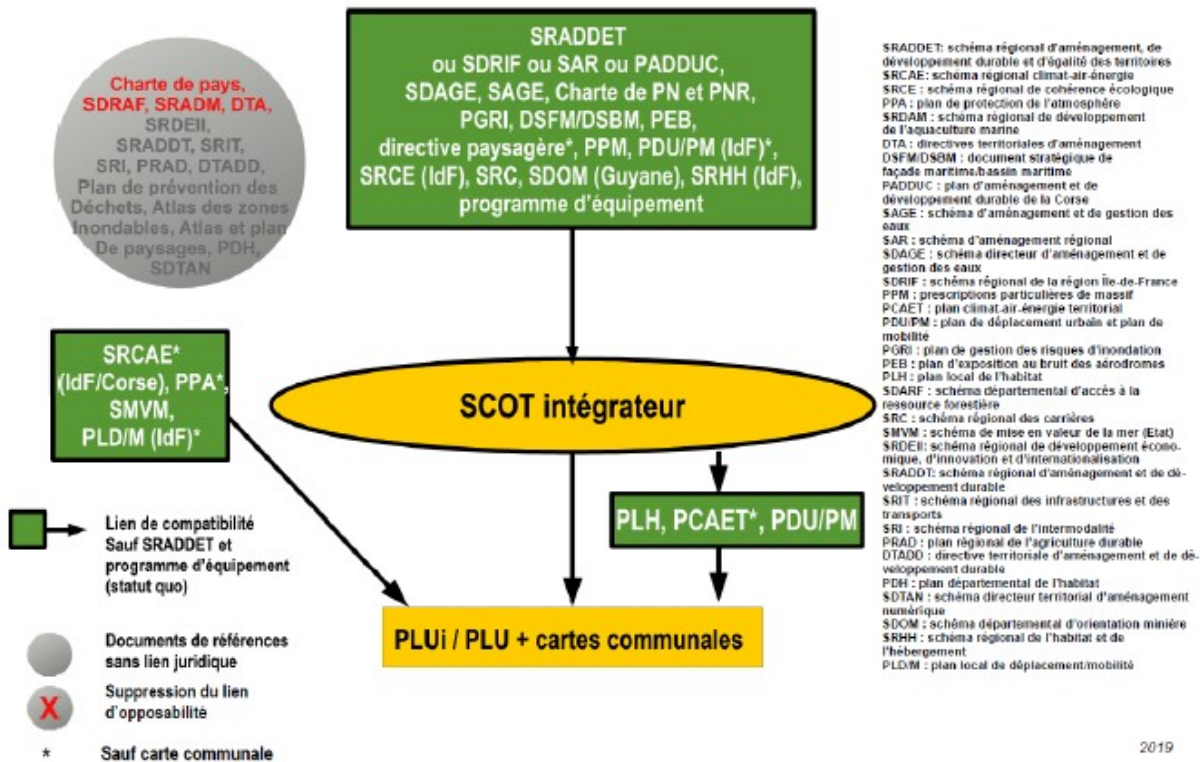 Charte de pays,
SDRAF, SRADM, DTA,
SRDEII,
SRADDT, SRIT,
SRI, PRAD, DTADD,
Plan de prévention des
Déchets, Atlas des zones
Inondables, Atlas et plan
De paysages, PDH,
SDTAN
SRADDET
ou SDRIF ou SAR ou PADDUC,
SDAGE, SAGE, Charte de PN et PNR,
PGRI, DSFM/DSBM, PEB,
directive paysagère*, PPM, PDU/PM (IdF)*,
SRCE (IdF), SRC, SDOM (Guyane), SRHH (IdF),
programme d'équipement
SRCAE*
(IdF/Corse), PPA*,
SMVM,
PLD/M (IdF)*
SCOT intégrateur
PLH, PCAET*, PDU/PM
PLUi / PLU + cartes communales
Lien de compatibilité
Sauf SRADDET et
programme d'équipement
(statut quo)
Documents de références
sans lien juridique
X
Suppression du lien
d'opposabilité
* Sauf carte communale
SRADDET: schéma régional d'aménagement, de
développement durable et d'égalité des territoires
SRCAE: schéma régional climat-air-énergie
SRCE : schéma régional de cohérence écologique
PPA : plan de protection de l'atmosphère
SRDAM : schéma régional de développement
de l'aquaculture marine
DTA : directives territoriales d'aménagement
DSFM/DSBM : document stratégique de
façade maritime/bassin maritime
PADDUC : plan d'aménagement et de
développement durable de la Corse
SAGE : schéma d'aménagement et de gestion des
eaux
SAR : schéma d'aménagement régional
SDAGE : schéma directeur d'aménagement et de
gestion des eaux
SDRIF : schéma régional de la région Île-de-France
PPM : prescriptions particulières de massif
PCAET : plan climat-air-énergie territorial
PDU/PM : plan de déplacement urbain et plan de
mobilité
PGRI : plan de gestion des risques d'inondation
PEB : plan d'exposition au bruit des aérodromes
PLH : plan local de l'habitat
SDARF : schéma départemental d'accès à la
ressource forestière
SRC : schéma régional des carrières
SMVM : schéma de mise en valeur de la mer (Etat)
SRDEII: schéma régional de développement écono-
mique, d'innovation et d'internationalisation
SRADDT: schéma régional d'aménagement et de dé-
veloppement durable
SRIT : schéma régional des infrastructures et des
transports
SRI : schéma régional de l'intermodalité
PRAD : plan régional de l'agriculture durable
DTADD : directive territoriale d'aménagement et de dé-
veloppement durable
PDH : plan départemental de l'habitat
SDTAN : schéma directeur territorial d'aménagement
numérique
SDOM : schéma départemental d'orientation minière
SRHH : schéma régional de l'habitat et de
l'hébergement
PLD/M : plan local de déplacement/mobilité
2019